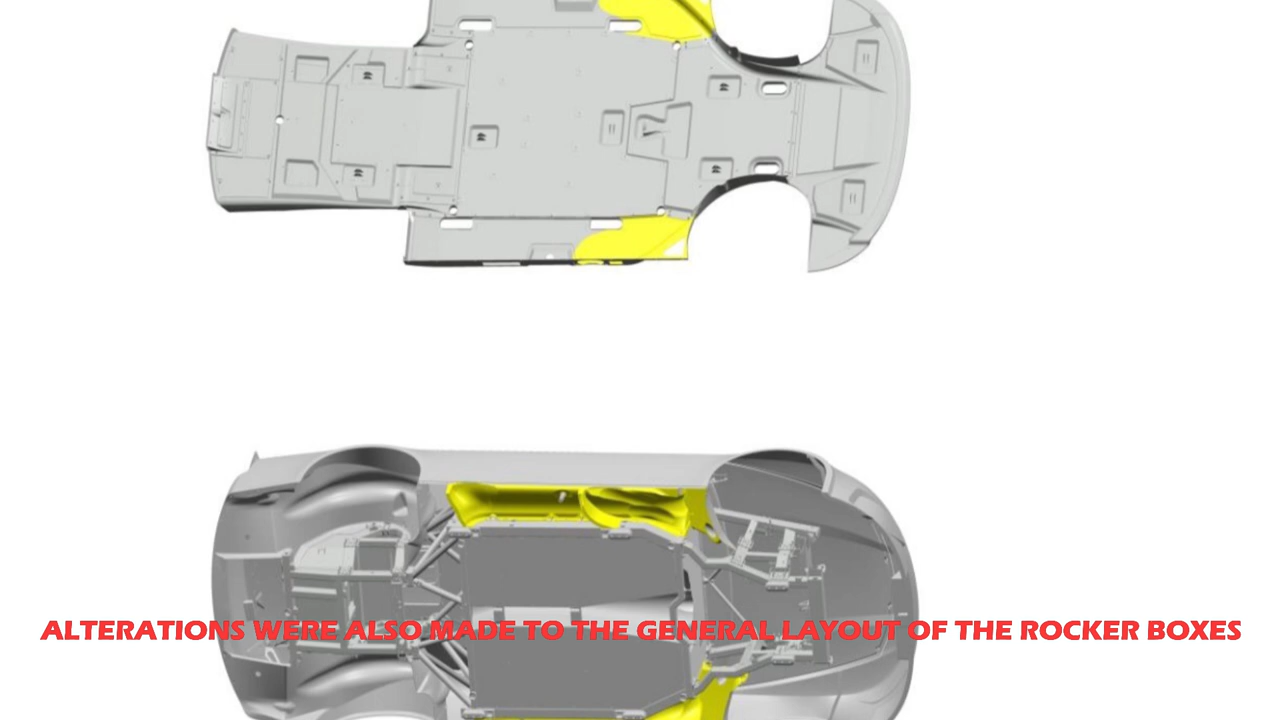 ALTERATIONS WERE ALSO MADE TO THE GENERAL LAYOUT OF THE ROCKER BOXES